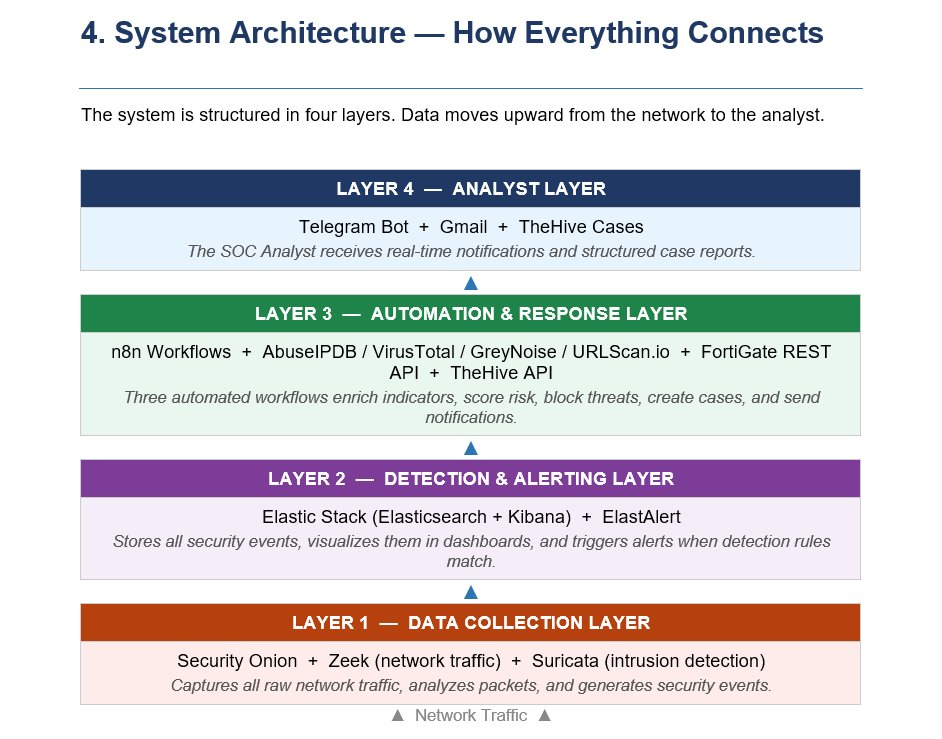 4. System Architecture — How Everything Connects
The system is structured in four layers. Data moves upward from the network to the analyst.
LAYER 4 — ANALYST LAYER
Telegram Bot + Gmail + TheHive Cases
The SOC Analyst receives real-time notifications and structured case reports.
▲
LAYER 3 — AUTOMATION & RESPONSE LAYER
n8n Workflows + AbuseIPDB / VirusTotal / GreyNoise / URLScan.io + FortiGate REST
API + TheHive API
Three automated workflows enrich indicators, score risk, block threats, create cases, and send
notifications.
▲
LAYER 2 — DETECTION & ALERTING LAYER
Elastic Stack (Elasticsearch + Kibana) + ElastAlert
Stores all security events, visualizes them in dashboards, and triggers alerts when detection rules
match.
▲
LAYER 1 — DATA COLLECTION LAYER
Security Onion + Zeek (network traffic) + Suricata (intrusion detection)
Captures all raw network traffic, analyzes packets, and generates security events.
▲ Network Traffic ▲